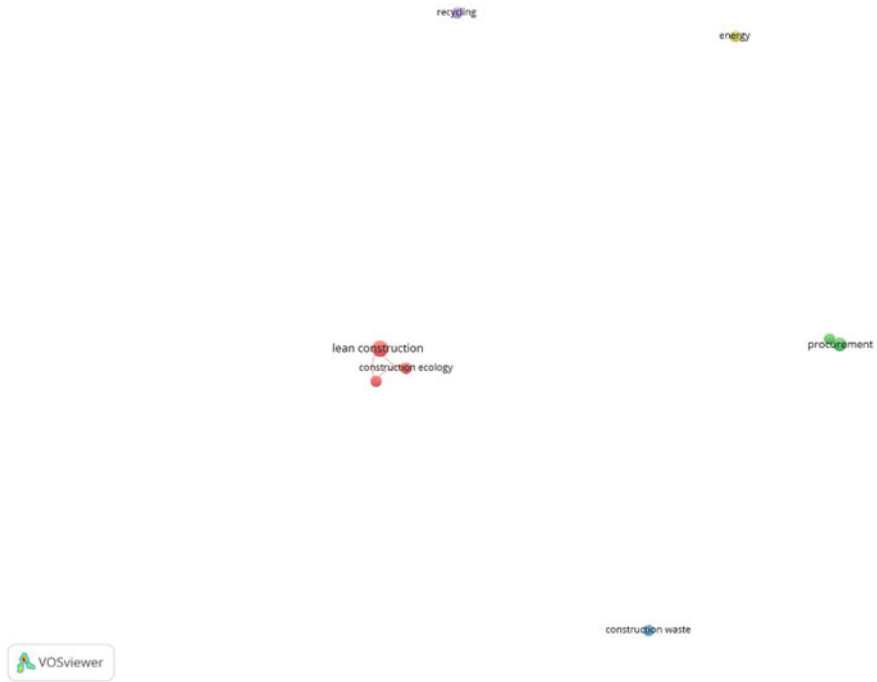 recycling
energy
lean construction
procurement
construction ecology
construction waste
VOSviewer